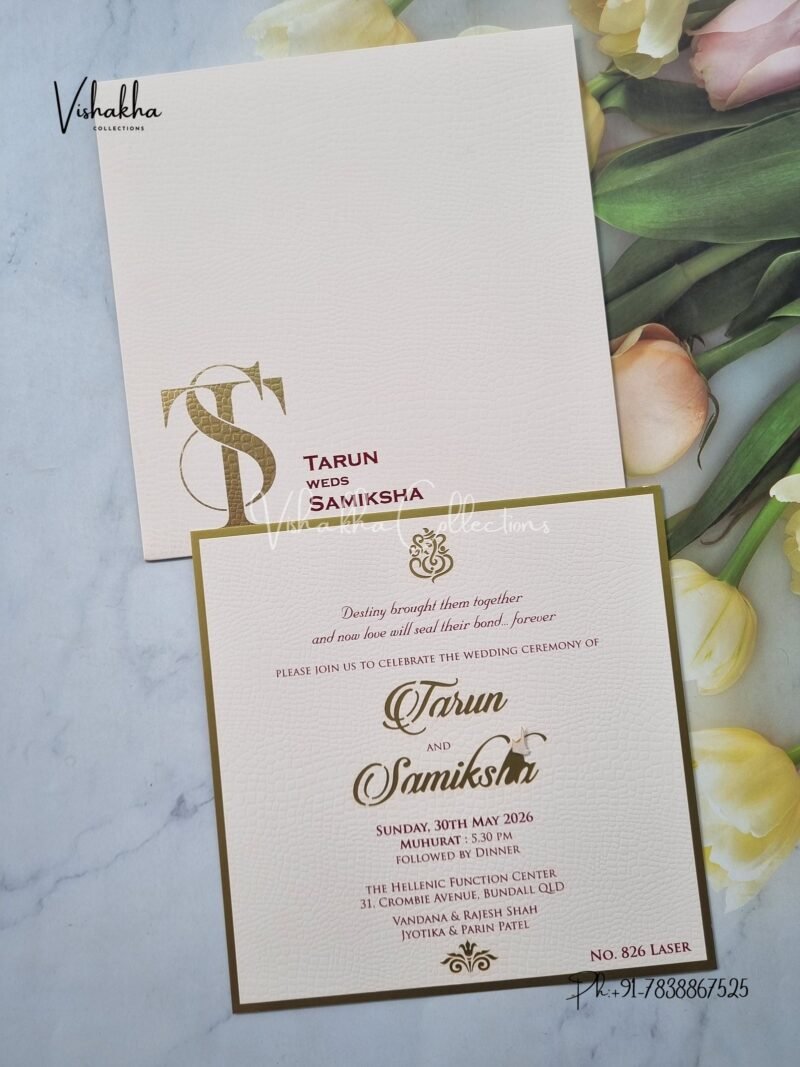 Vishakha
COLLECTIONS
TS
TARUN
WEDS
SAMIKSHA
Vishakha Collections
Destiny brought them together
and now love will seal their bond... forever
PLEASE JOIN US TO CELEBRATE THE WEDDING CEREMONY OF
Tarun
AND
Samiksha
SUNDAY, 30TH MAY 2026
MUHURAT : 5.30 PM
FOLLOWED BY DINNER
THE HELLENIC FUNCTION CENTER
31, CROMBIE AVENUE, BUNDALL QLD
VANDANA & RAJESH SHAH
JYOTIKA & PARIN PATEL
NO. 826 LASER
Ph:+91-7838867525